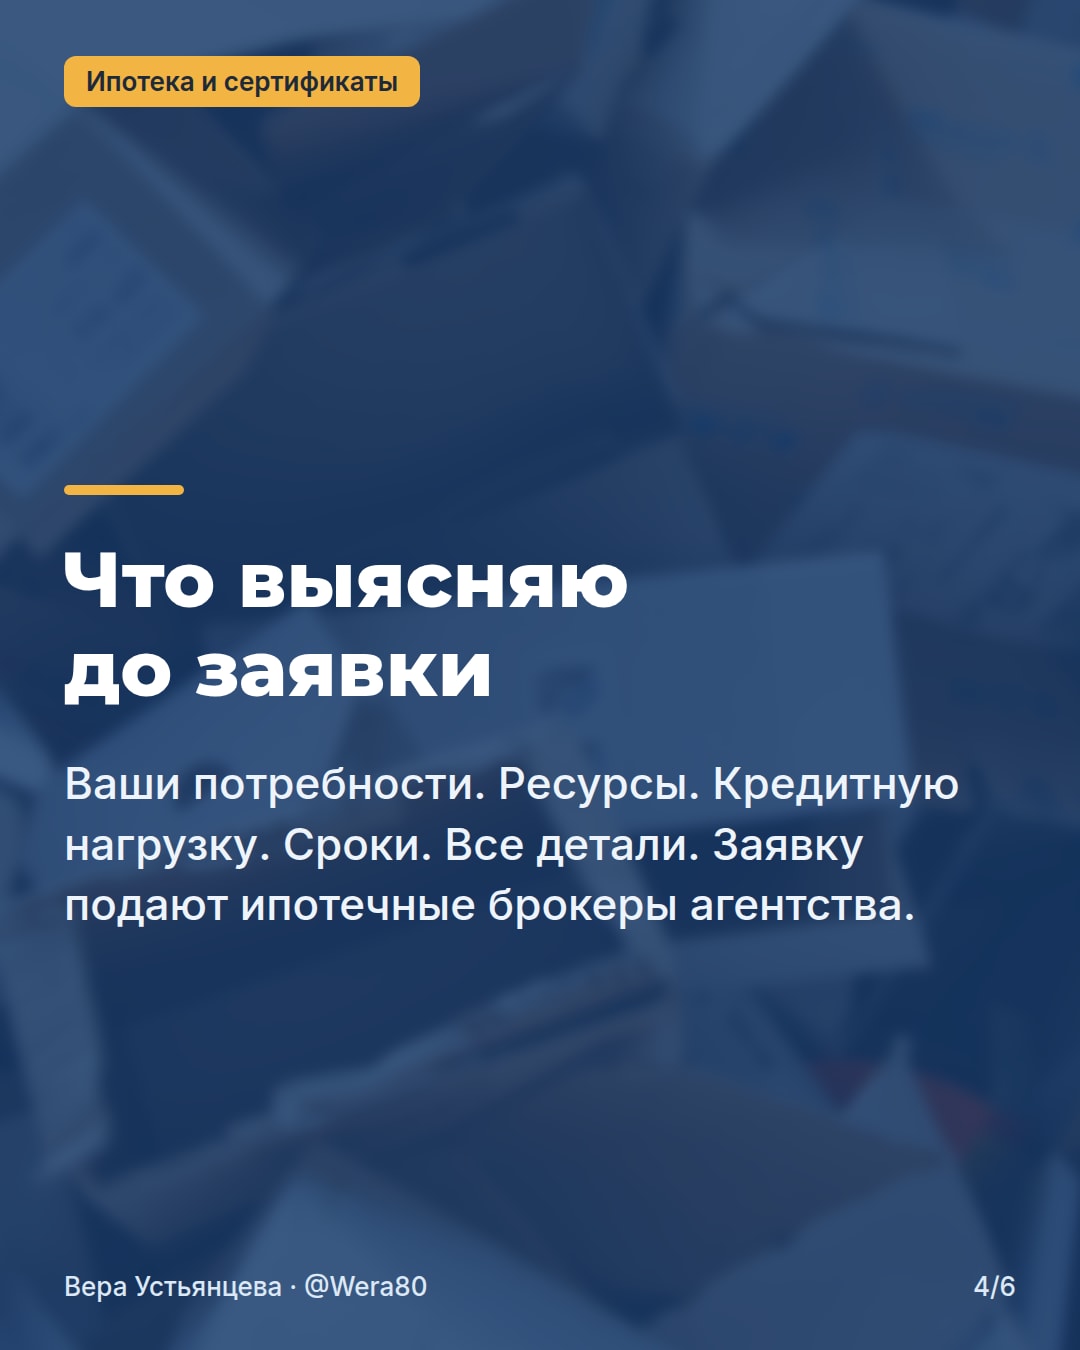 Ипотека и сертификаты
Что выясняю
до заявки
Ваши потребности. Ресурсы. Кредитную
нагрузку. Сроки. Все детали. Заявку
подают ипотечные брокеры агентства.
Вера Устьянцева · @Wera80
4/6